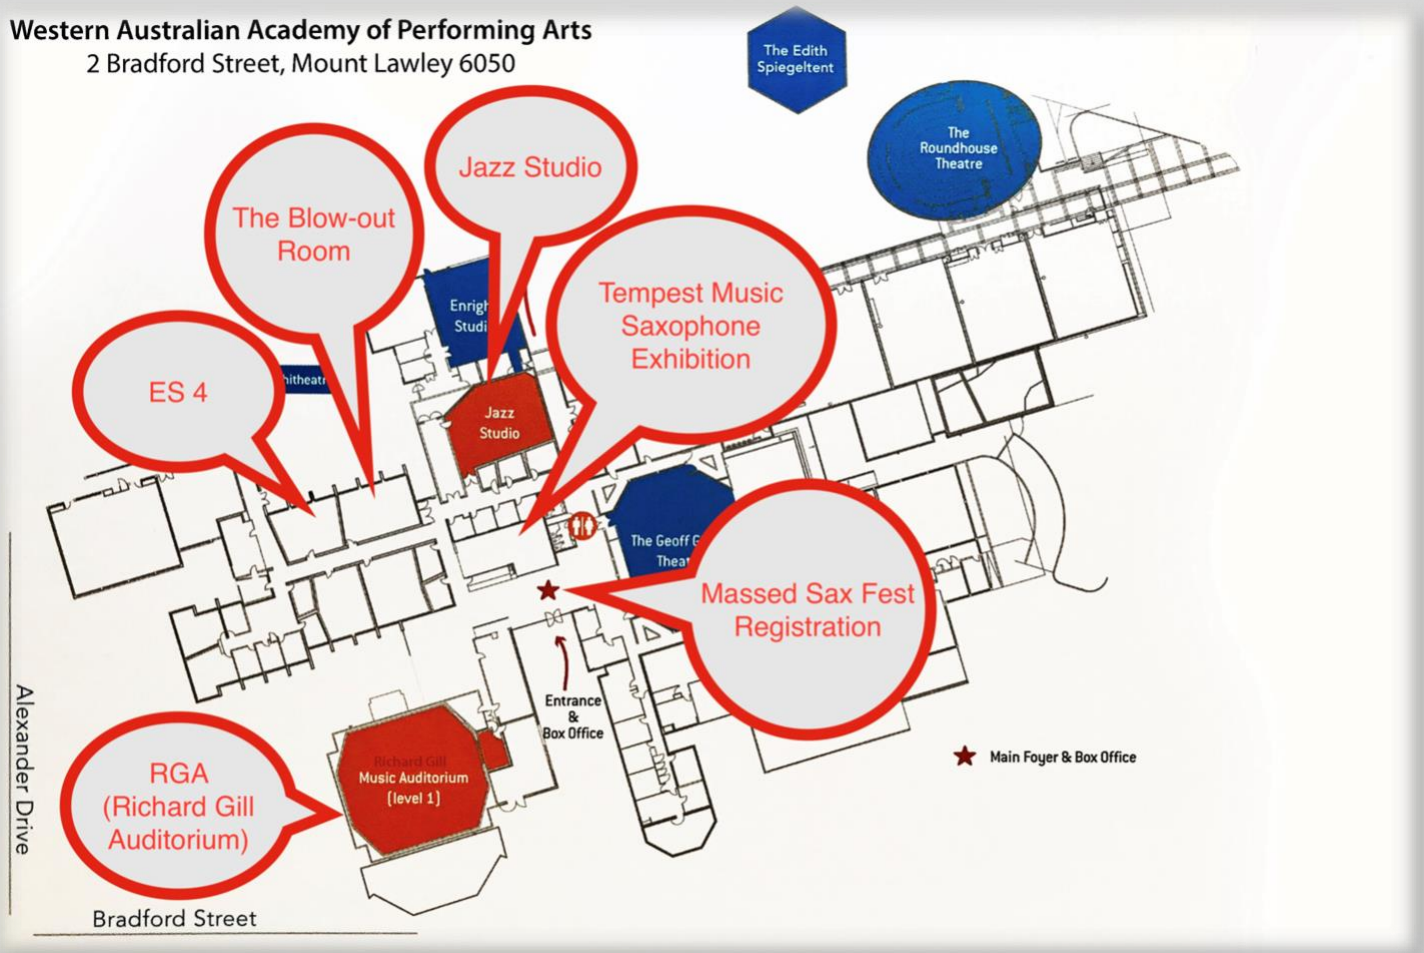 Western Australian Academy of Performing Arts
2 Bradford Street, Mount Lawley 6050
The Edith
Spiegeltent
The
Roundhouse
Theatre
Jazz Studio
The Blow-out
Room
Tempest Music
Saxophone
Exhibition
ES 4
Jazz
Studio
Massed Sax Fest
Registration
The Geoff
Entrance
&
Box Office
Richard Gill
Music Auditorium
(level 1)
RGA
(Richard Gill
Auditorium)
Main Foyer & Box Office
Alexander Drive
Bradford Street